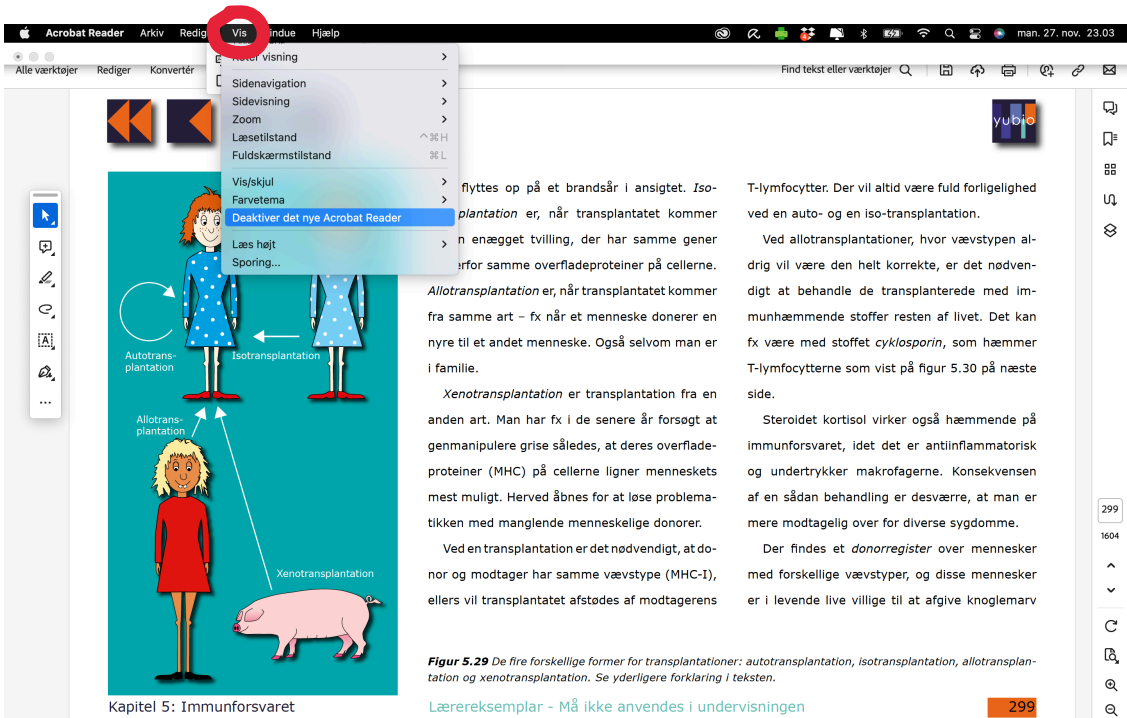 Acrobat Reader Arkiv Redig Vis indue Hjælp man. 27. nov. 23.03
Alle værktøjer Rediger Konvertér Find tekst eller værktøjer
Roter visning
Sidenavigation
Sidevisning
Zoom
Læsetilstand ^⌘H
Fuldskærmstilstand ⌘L
Vis/skjul
Farvetema
Deaktiver det nye Acrobat Reader
Læs højt
Sporing...
yubio
Autotrans-
plantation
Isotransplantation
Allotrans-
plantation
Xenotransplantation
flyttes op på et brandsår i ansigtet. Iso-
plantation er, når transplantatet kommer
n enægget tvilling, der har samme gener
erfor samme overfladeproteiner på cellerne.
Allotransplantation er, når transplantatet kommer
fra samme art – fx når et menneske donerer en
nyre til et andet menneske. Også selvom man er
i familie.
Xenotransplantation er transplantation fra en
anden art. Man har fx i de senere år forsøgt at
genmanipulere grise således, at deres overflade-
proteiner (MHC) på cellerne ligner menneskets
mest muligt. Herved åbnes for at løse problema-
tikken med manglende menneskelige donorer.
Ved en transplantation er det nødvendigt, at do-
nor og modtager har samme vævstype (MHC-I),
ellers vil transplantatet afstødes af modtagerens
T-lymfocytter. Der vil altid være fuld forligelighed
ved en auto- og en iso-transplantation.
Ved allotransplantationer, hvor vævstypen al-
drig vil være den helt korrekte, er det nødven-
digt at behandle de transplanterede med im-
munhæmmende stoffer resten af livet. Det kan
fx være med stoffet cyklosporin, som hæmmer
T-lymfocytterne som vist på figur 5.30 på næste
side.
Steroidet kortisol virker også hæmmende på
immunforsvaret, idet det er antiinflammatorisk
og undertrykker makrofagerne. Konsekvensen
af en sådan behandling er desværre, at man er
mere modtagelig over for diverse sygdomme.
Der findes et donorregister over mennesker
med forskellige vævstyper, og disse mennesker
er i levende live villige til at afgive knoglemarv
Figur 5.29 De fire forskellige former for transplantationer: autotransplantation, isotransplantation, allotransplan-
tation og xenotransplantation. Se yderligere forklaring i teksten.
Kapitel 5: Immunforsvaret
Lærereksemplar - Må ikke anvendes i undervisningen
299
299
1604